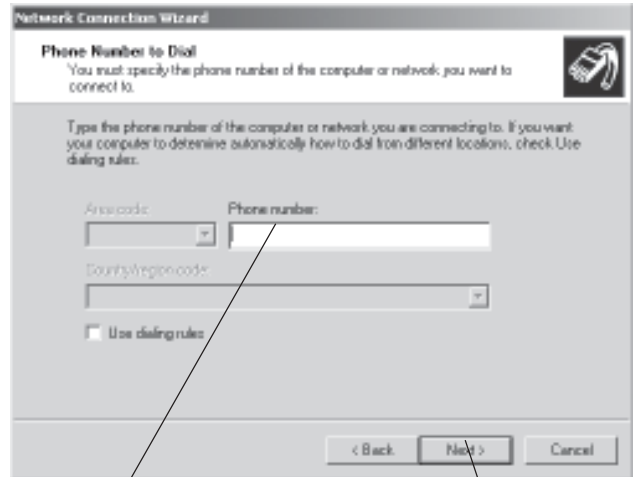 Network Connection Wizard
Phone Number to Dial
You must specify the phone number of the computer or network you want to
connect to.
Type the phone number of the computer or network you are connecting to. If you want
your computer to determine automatically how to dial from different locations, check Use
dialing rules.
Area code: Phone number:
Country/region code:
Use dialing rules
< Back Next > Cancel